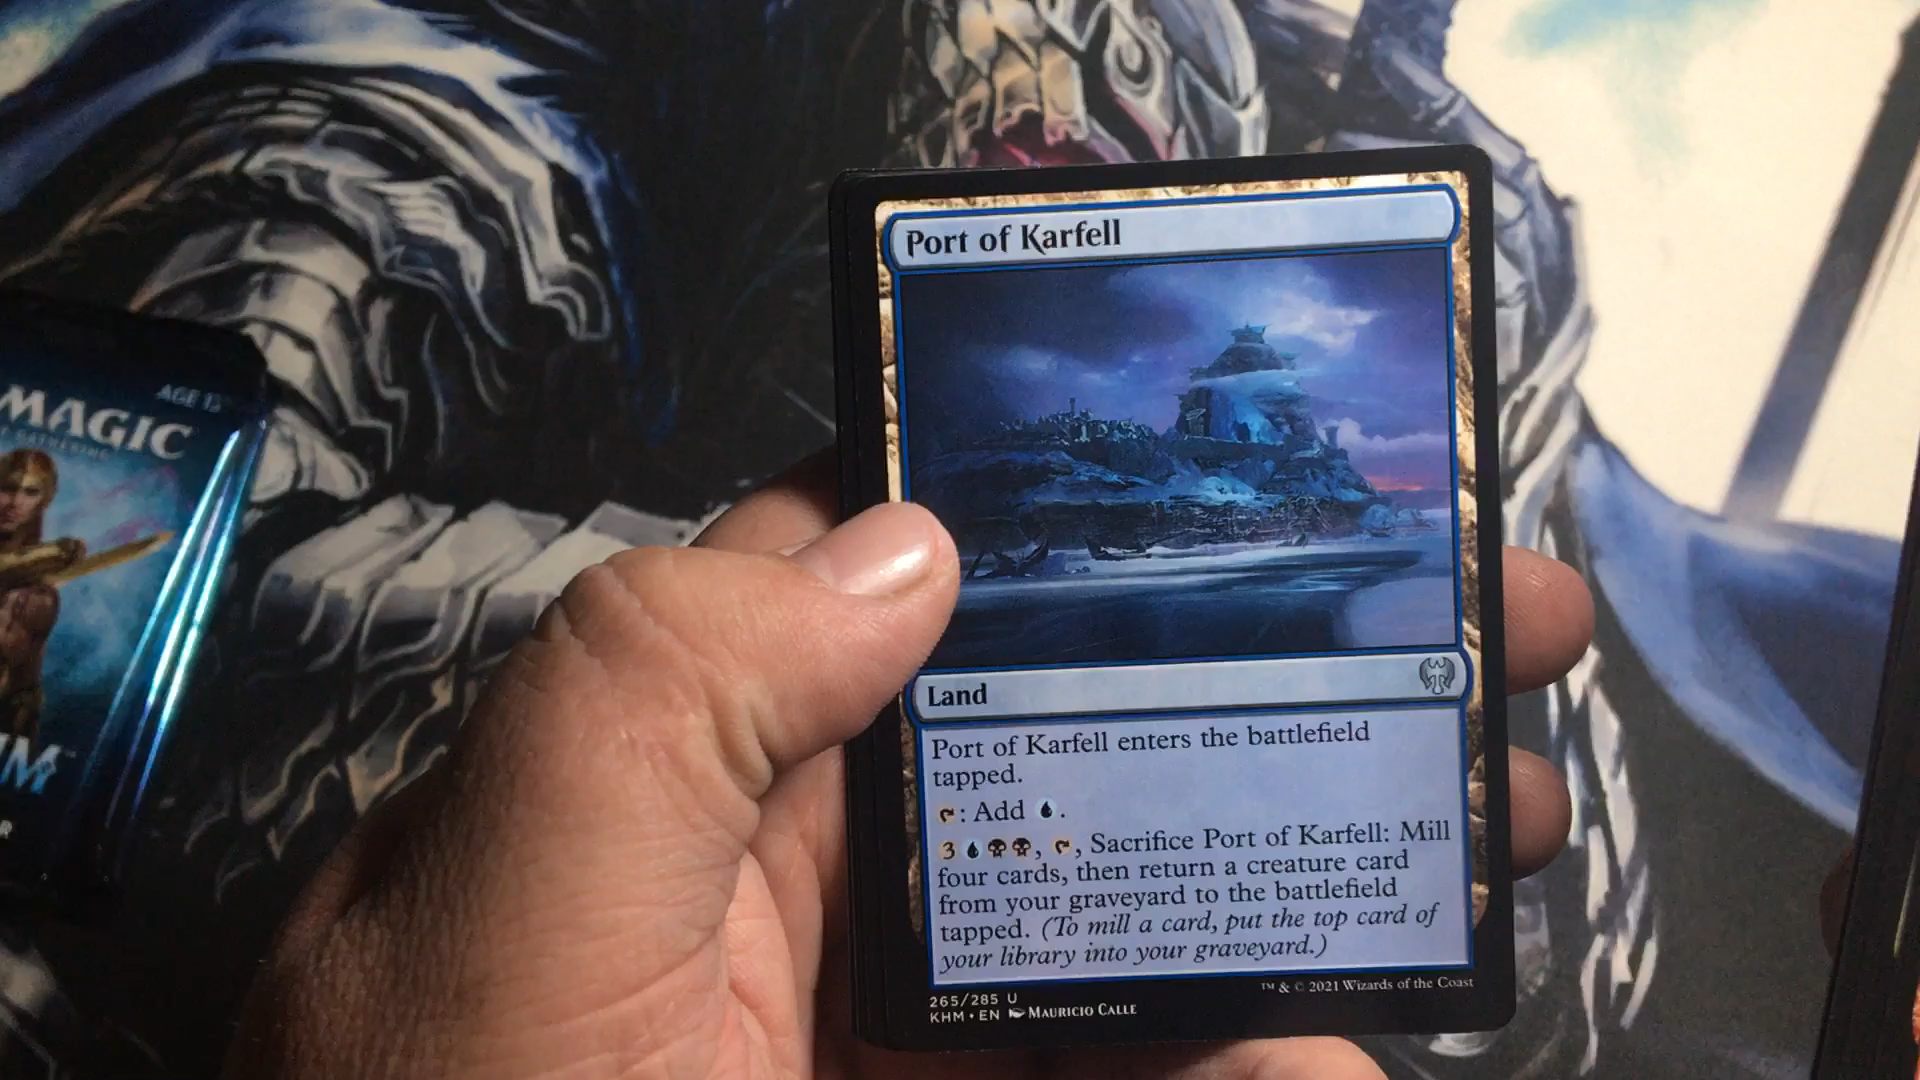 MAGIC
AGE 13
Port of Karfell
Land
Port of Karfell enters the battlefield
tapped.
: Add .
3 , , Sacrifice Port of Karfell: Mill
four cards, then return a creature card
from your graveyard to the battlefield
tapped. (To mill a card, put the top card of
your library into your graveyard.)
265/285 U
KHM • EN Mauricio Calle
™ & © 2021 Wizards of the Coast